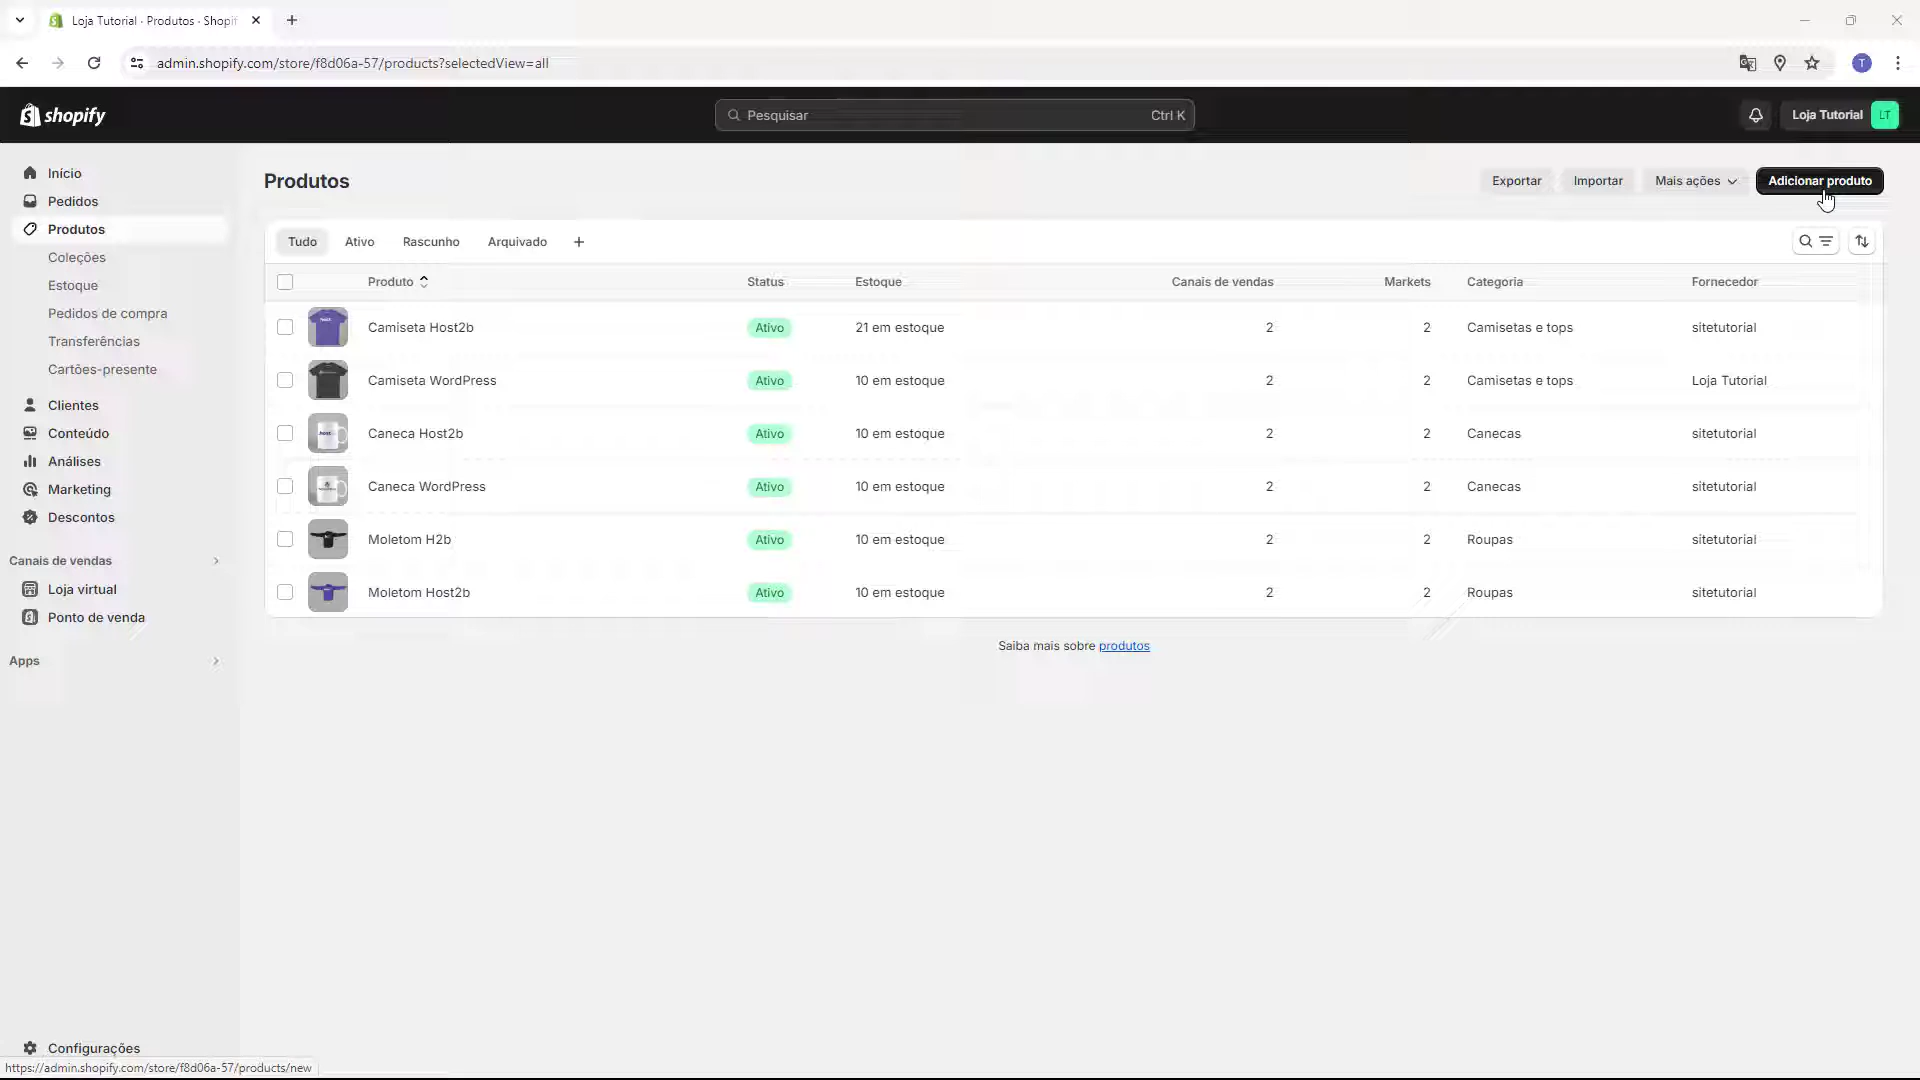 Loja Tutorial · Produtos · Shopif
admin.shopify.com/store/f8d06a-57/products?selectedView=all
T
shopify
Pesquisar Ctrl K
Loja Tutorial LT
Início
Pedidos
Produtos
Coleções
Estoque
Pedidos de compra
Transferências
Cartões-presente
Clientes
Conteúdo
Análises
Marketing
Descontos
Canais de vendas
Loja virtual
Ponto de venda
Apps
Configurações
Produtos
Exportar Importar Mais ações Adicionar produto
Tudo Ativo Rascunho Arquivado +
Produto Status Estoque Canais de vendas Markets Categoria Fornecedor
Camiseta Host2b Ativo 21 em estoque 2 2 Camisetas e tops sitetutorial
Camiseta WordPress Ativo 10 em estoque 2 2 Camisetas e tops Loja Tutorial
Caneca Host2b Ativo 10 em estoque 2 2 Canecas sitetutorial
Caneca WordPress Ativo 10 em estoque 2 2 Canecas sitetutorial
Moletom H2b Ativo 10 em estoque 2 2 Roupas sitetutorial
Moletom Host2b Ativo 10 em estoque 2 2 Roupas sitetutorial
Saiba mais sobre produtos
https://admin.shopify.com/store/f8d06a-57/products/new